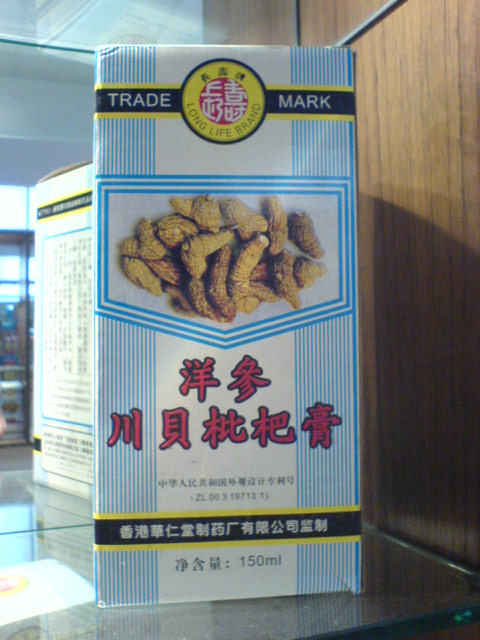 長壽牌
TRADE MARK
LONG LIFE BRAND
洋參
川貝枇杷膏
中华人民共和国外观设计专利号
(ZL 00 3 19713.1)
香港華仁堂制药厂有限公司监制
净含量：150ml